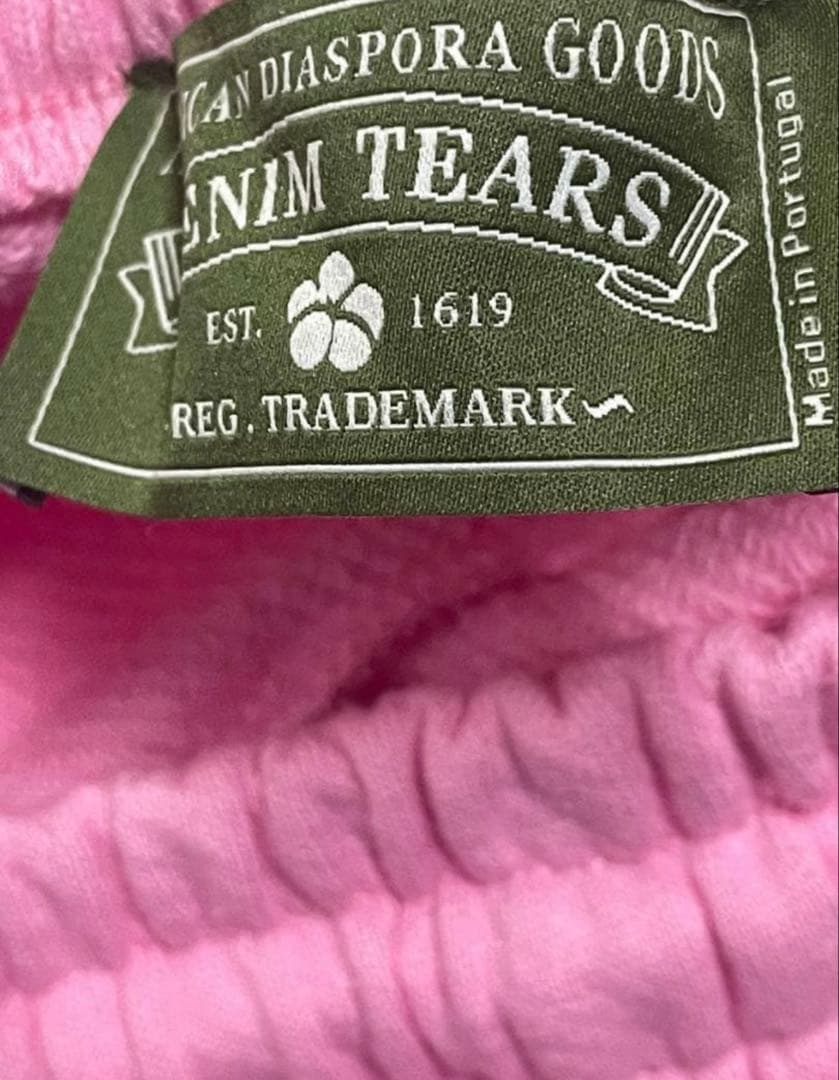 ICAN DIASPORA GOODS
ENIM TEARS
EST. 1619
REG. TRADEMARK
Made in Portugal